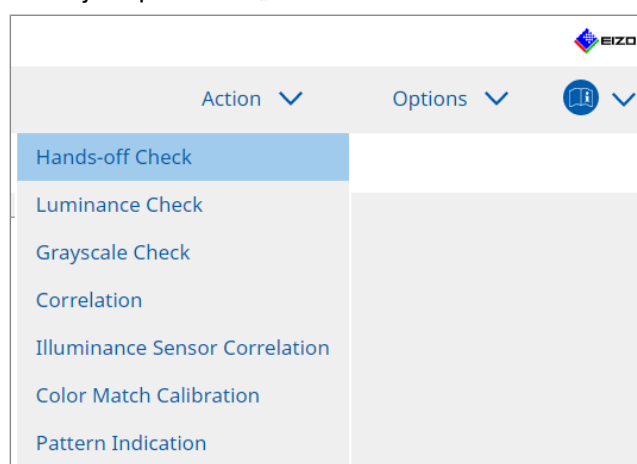 EIZO
Action Options
Hands-off Check
Luminance Check
Grayscale Check
Correlation
Illuminance Sensor Correlation
Color Match Calibration
Pattern Indication